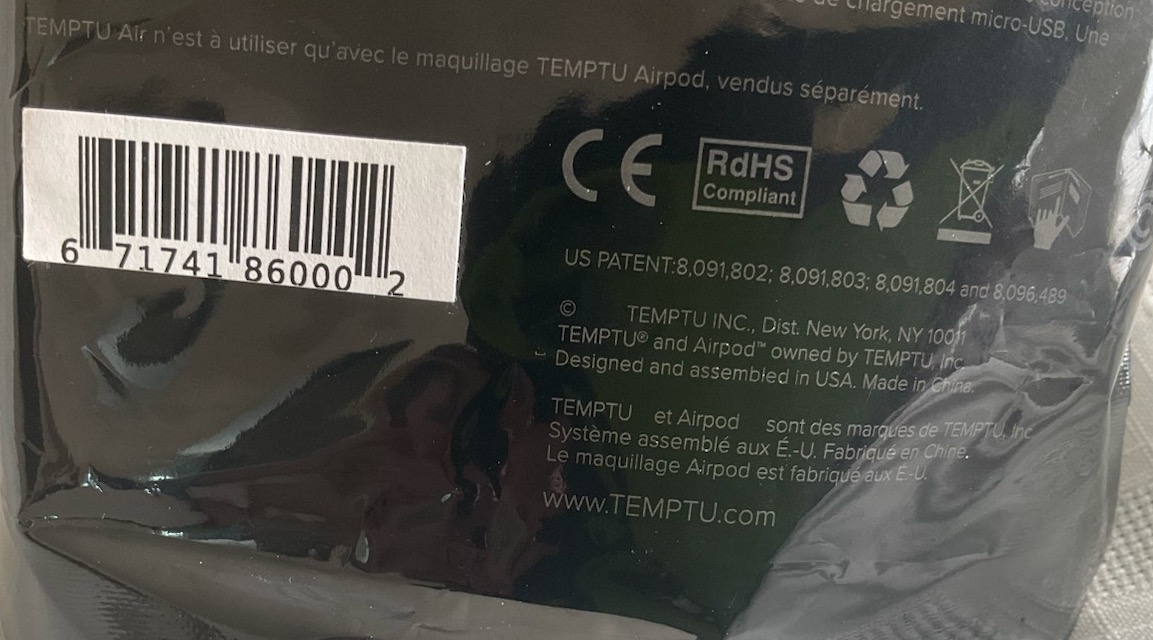 de chargement micro-USB, Une
TEMPTU Air n'est à utiliser qu'avec le maquillage TEMPTU Airpod, vendus séparément.
6 71741 86000 2
CE
RdHS
Compliant
US PATENT:8,091,802; 8,091,803; 8,091,804 and 8,096,489
© TEMPTU INC., Dist. New York, NY 10011
TEMPTU® and Airpod™ owned by TEMPTU, Inc.
Designed and assembled in USA. Made in China.
TEMPTU et Airpod sont des marques de TEMPTU, Inc
Système assemblé aux É.-U. Fabriqué en Chine.
Le maquillage Airpod est fabriqué aux É-U.
www.TEMPTU.com